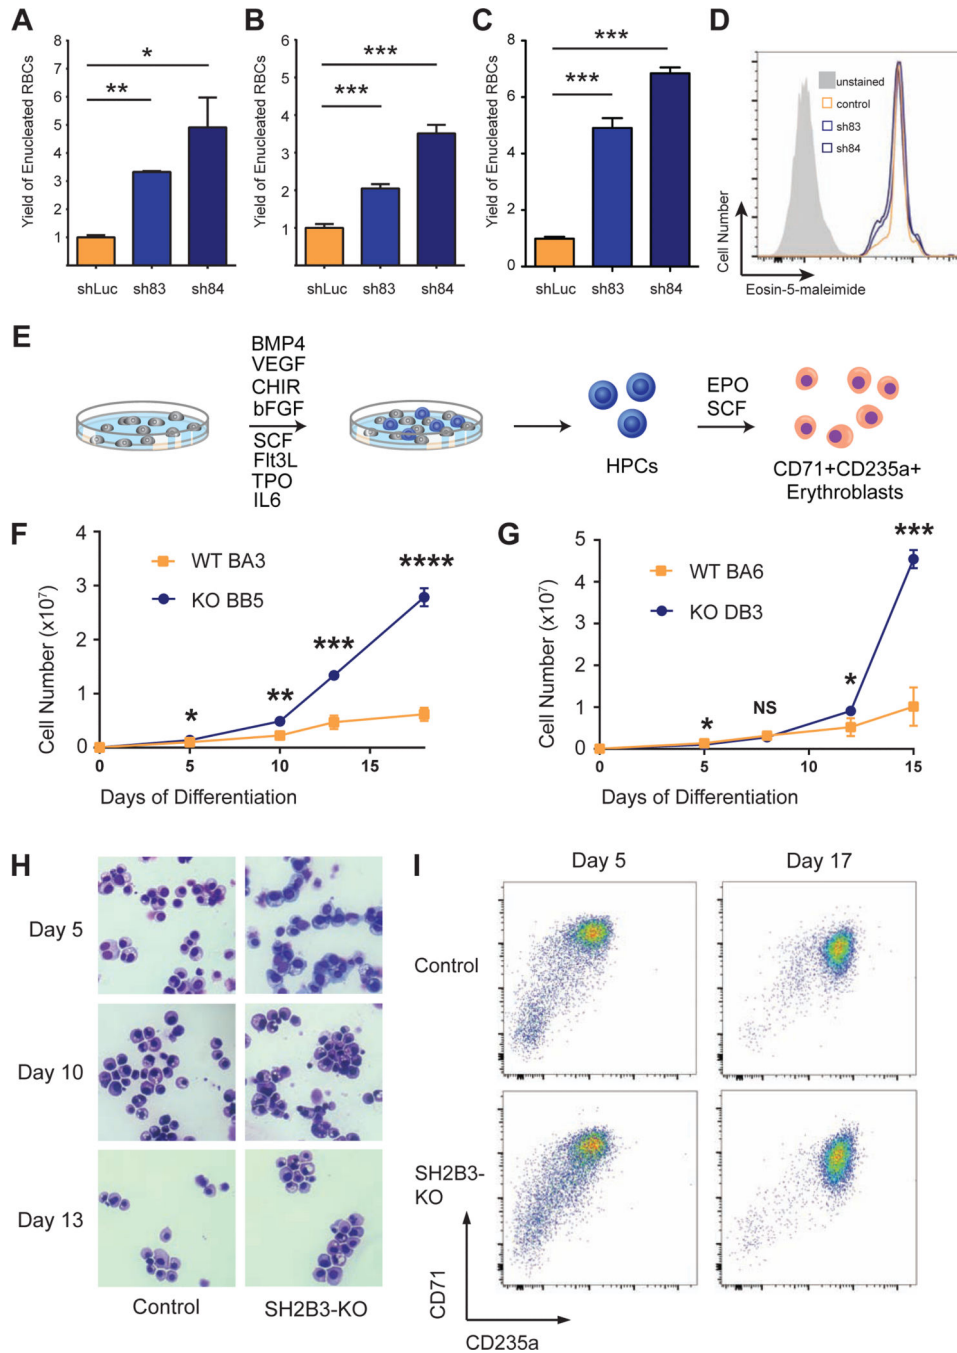 A
Yield of Enucleated RBCs
8
7
6
5
4
3
2
1
0
*
**
shLuc sh83 sh84
B
Yield of Enucleated RBCs
6
5
4
3
2
1
0
***
***
shLuc sh83 sh84
C
Yield of Enucleated RBCs
8
6
4
2
0
***
***
shLuc sh83 sh84
D
Cell Number
unstained
control
sh83
sh84
Eosin-5-maleimide
E
BMP4
VEGF
CHIR
bFGF
SCF
Flt3L
TPO
IL6
HPCs
EPO
SCF
CD71+CD235a+
Erythroblasts
F
Cell Number (x10⁷)
4
3
2
1
0
WT BA3
KO BB5
*
**
***
****
0 5 10 15
Days of Differentiation
G
Cell Number (x10⁷)
5
4
3
2
1
0
WT BA6
KO DB3
*
NS
*
***
0 5 10 15
Days of Differentiation
H
Day 5
Day 10
Day 13
Control SH2B3-KO
I
Day 5 Day 17
Control
SH2B3-
KO
CD71
CD235a